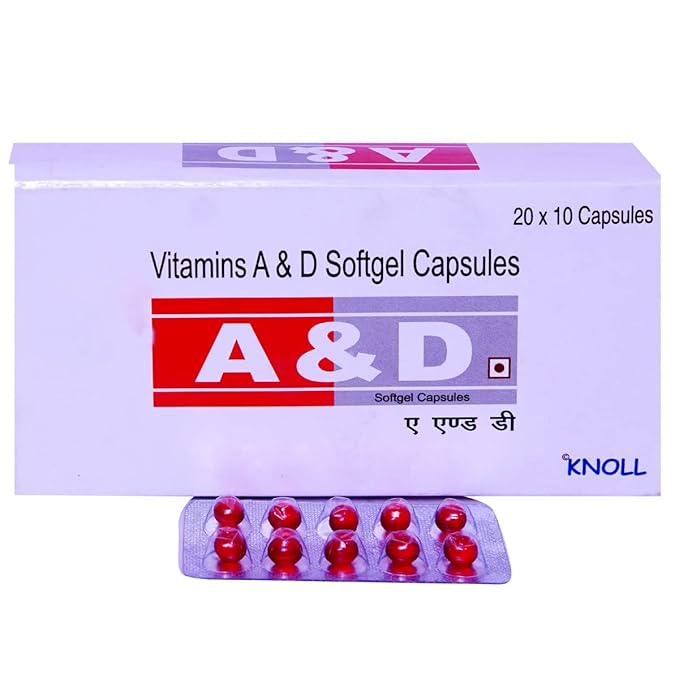 A & D
20 x 10 Capsules
Vitamins A & D Softgel Capsules
A & D
Softgel Capsules
ए एण्ड डी
©KNOLL